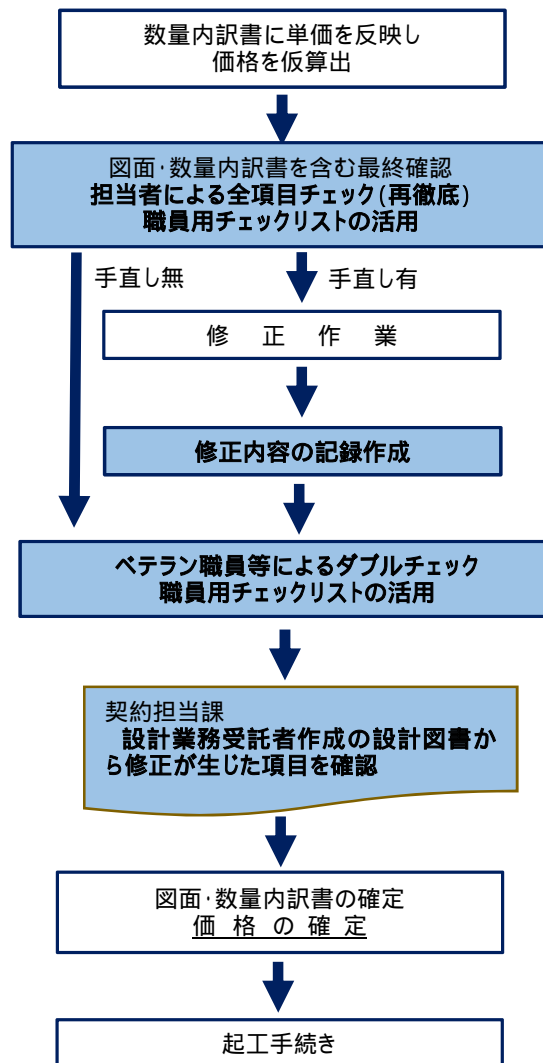 数量内訳書に単価を反映し
価格を仮算出
図面・数量内訳書を含む最終確認
担当者による全項目チェック(再徹底)
職員用チェックリストの活用
手直し無
手直し有
修 正 作 業
修正内容の記録作成
ベテラン職員等によるダブルチェック
職員用チェックリストの活用
契約担当課
設計業務受託者作成の設計図書か
ら修正が生じた項目を確認
図面・数量内訳書の確定
価 格 の 確 定
起工手続き